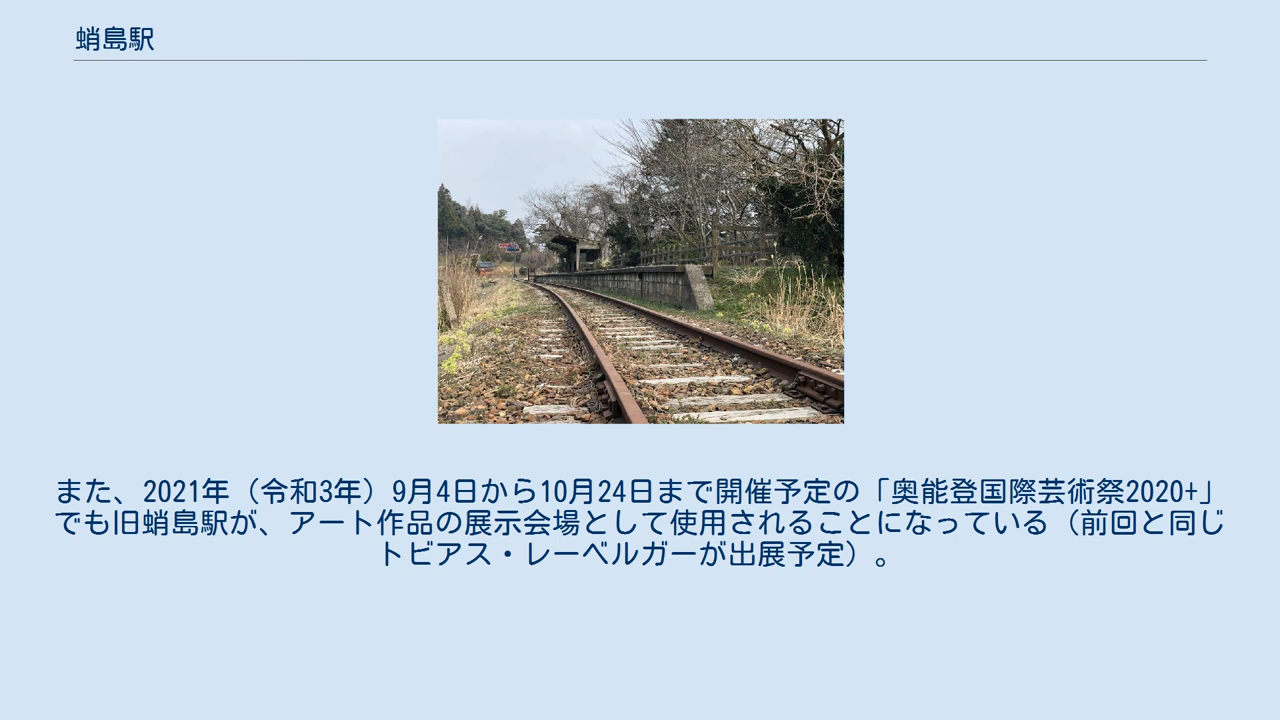 蛸島駅
また、2021年（令和3年）9月4日から10月24日まで開催予定の「奥能登国際芸術祭2020+」
でも旧蛸島駅が、アート作品の展示会場として使用されることになっている（前回と同じ
トビアス・レーベルガーが出展予定）。